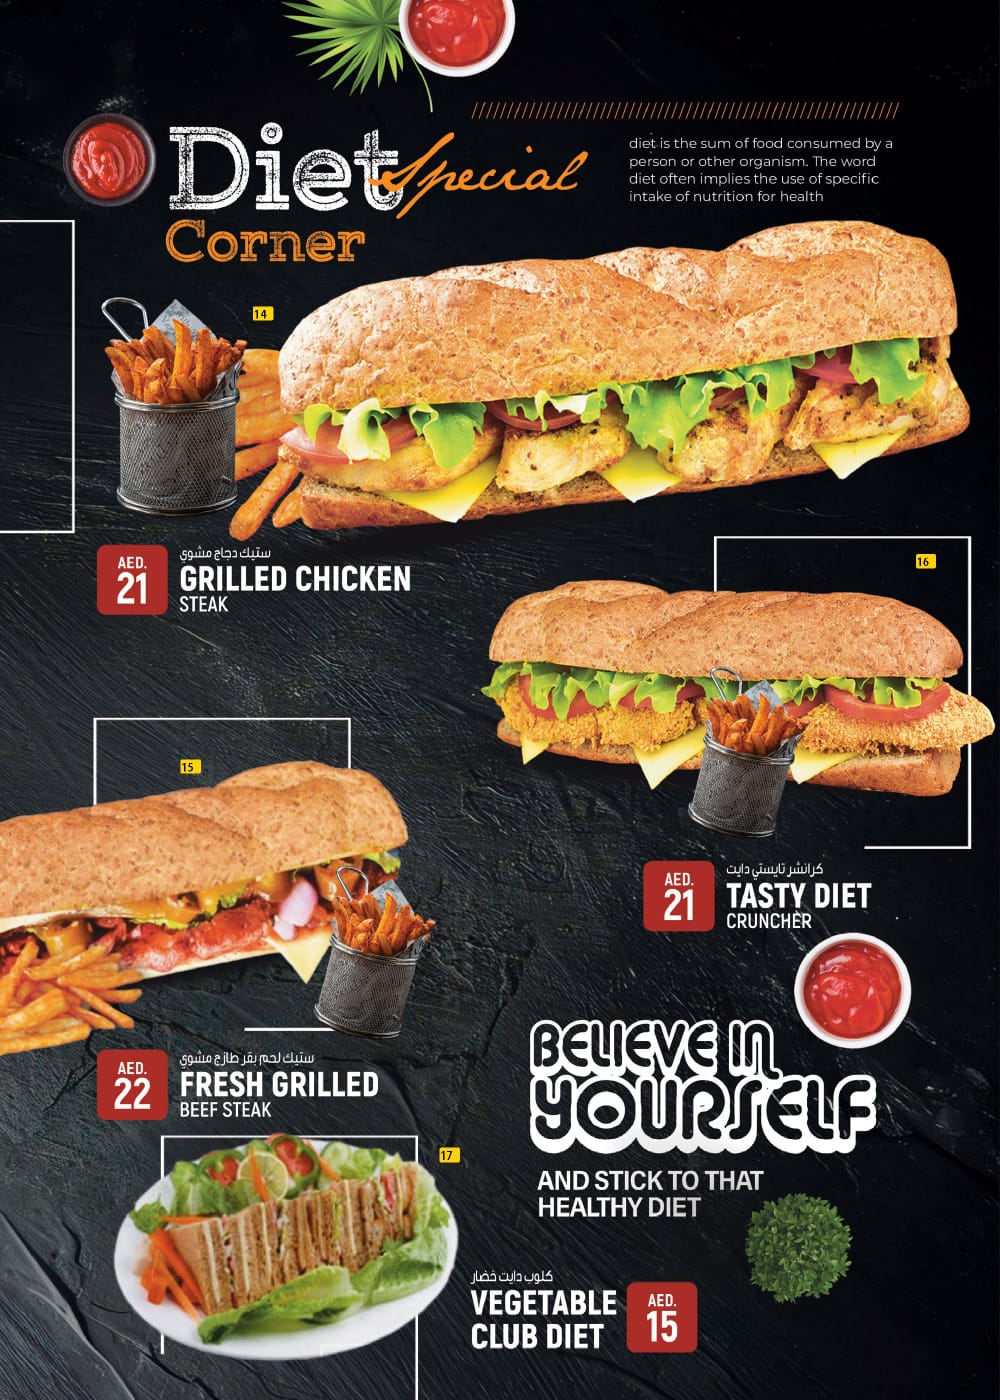 Diet Special
Corner
diet is the sum of food consumed by a
person or other organism. The word
diet often implies the use of specific
intake of nutrition for health
14
AED.
21
ستيك دجاج مشوي
GRILLED CHICKEN
STEAK
16
15
AED.
21
كرانشر تايستي دايت
TASTY DIET
CRUNCHER
AED.
22
ستيك لحم بقر طازج مشوي
FRESH GRILLED
BEEF STEAK
BELIEVE IN
YOURSELF
AND STICK TO THAT
HEALTHY DIET
17
كلوب دايت خضار
VEGETABLE
CLUB DIET
AED.
15